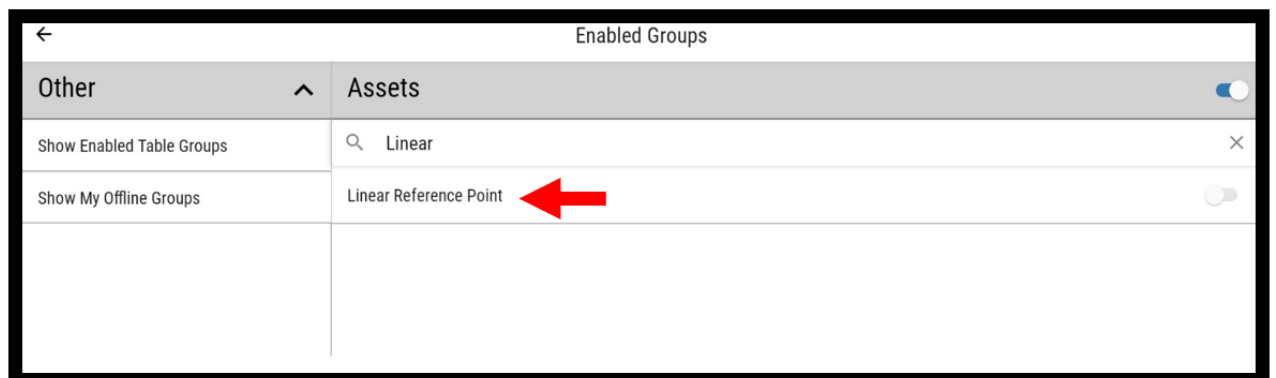 Enabled Groups
Other
Assets
Show Enabled Table Groups
Linear
Show My Offline Groups
Linear Reference Point